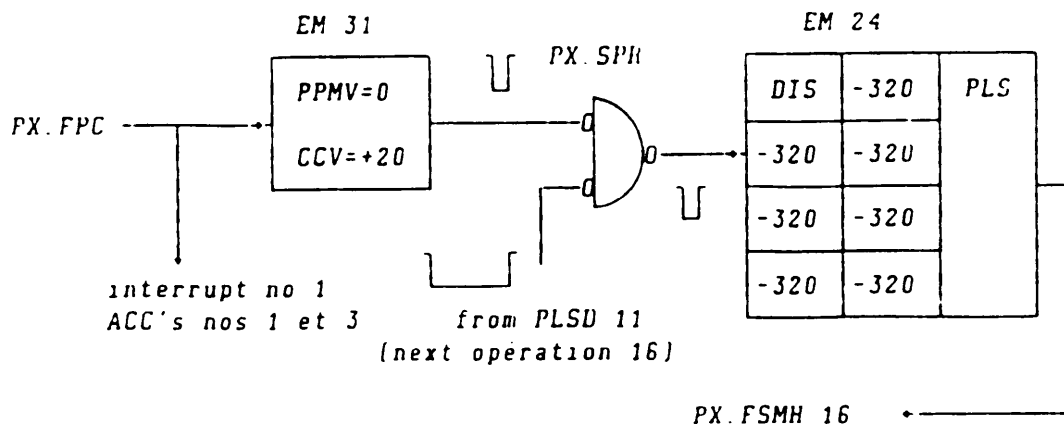 EM 31
EM 24
PX.SPR
PPMV=0
CCV=+20
PX.FPC
DIS -320 PLS
-320 -320
-320 -320
-320 -320
interrupt no 1
ACC's nos 1 et 3
from PLSD 11
(next operation 16)
PX.FSMH 16